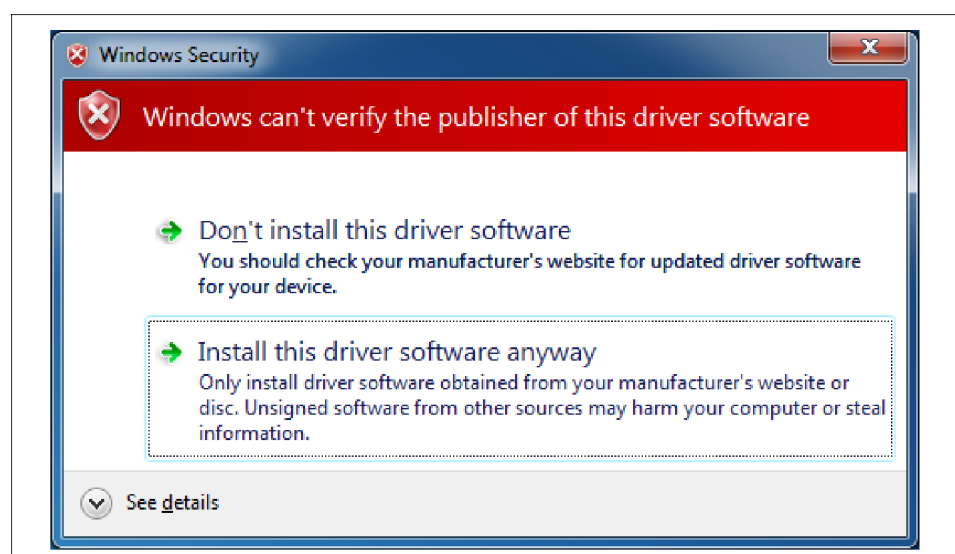 Windows Security
Windows can't verify the publisher of this driver software
Don't install this driver software
You should check your manufacturer's website for updated driver software
for your device.
Install this driver software anyway
Only install driver software obtained from your manufacturer's website or
disc. Unsigned software from other sources may harm your computer or steal
information.
See details